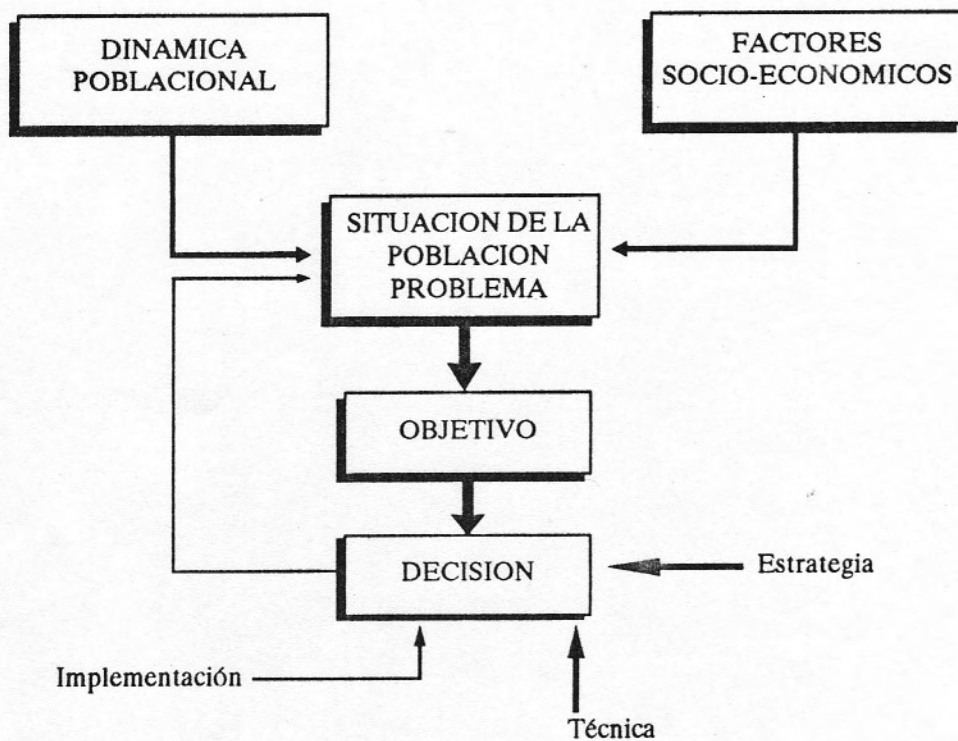 DINAMICA
POBLACIONAL
FACTORES
SOCIO-ECONOMICOS
SITUACION DE LA
POBLACION
PROBLEMA
OBJETIVO
DECISION
Estrategia
Implementación
Técnica